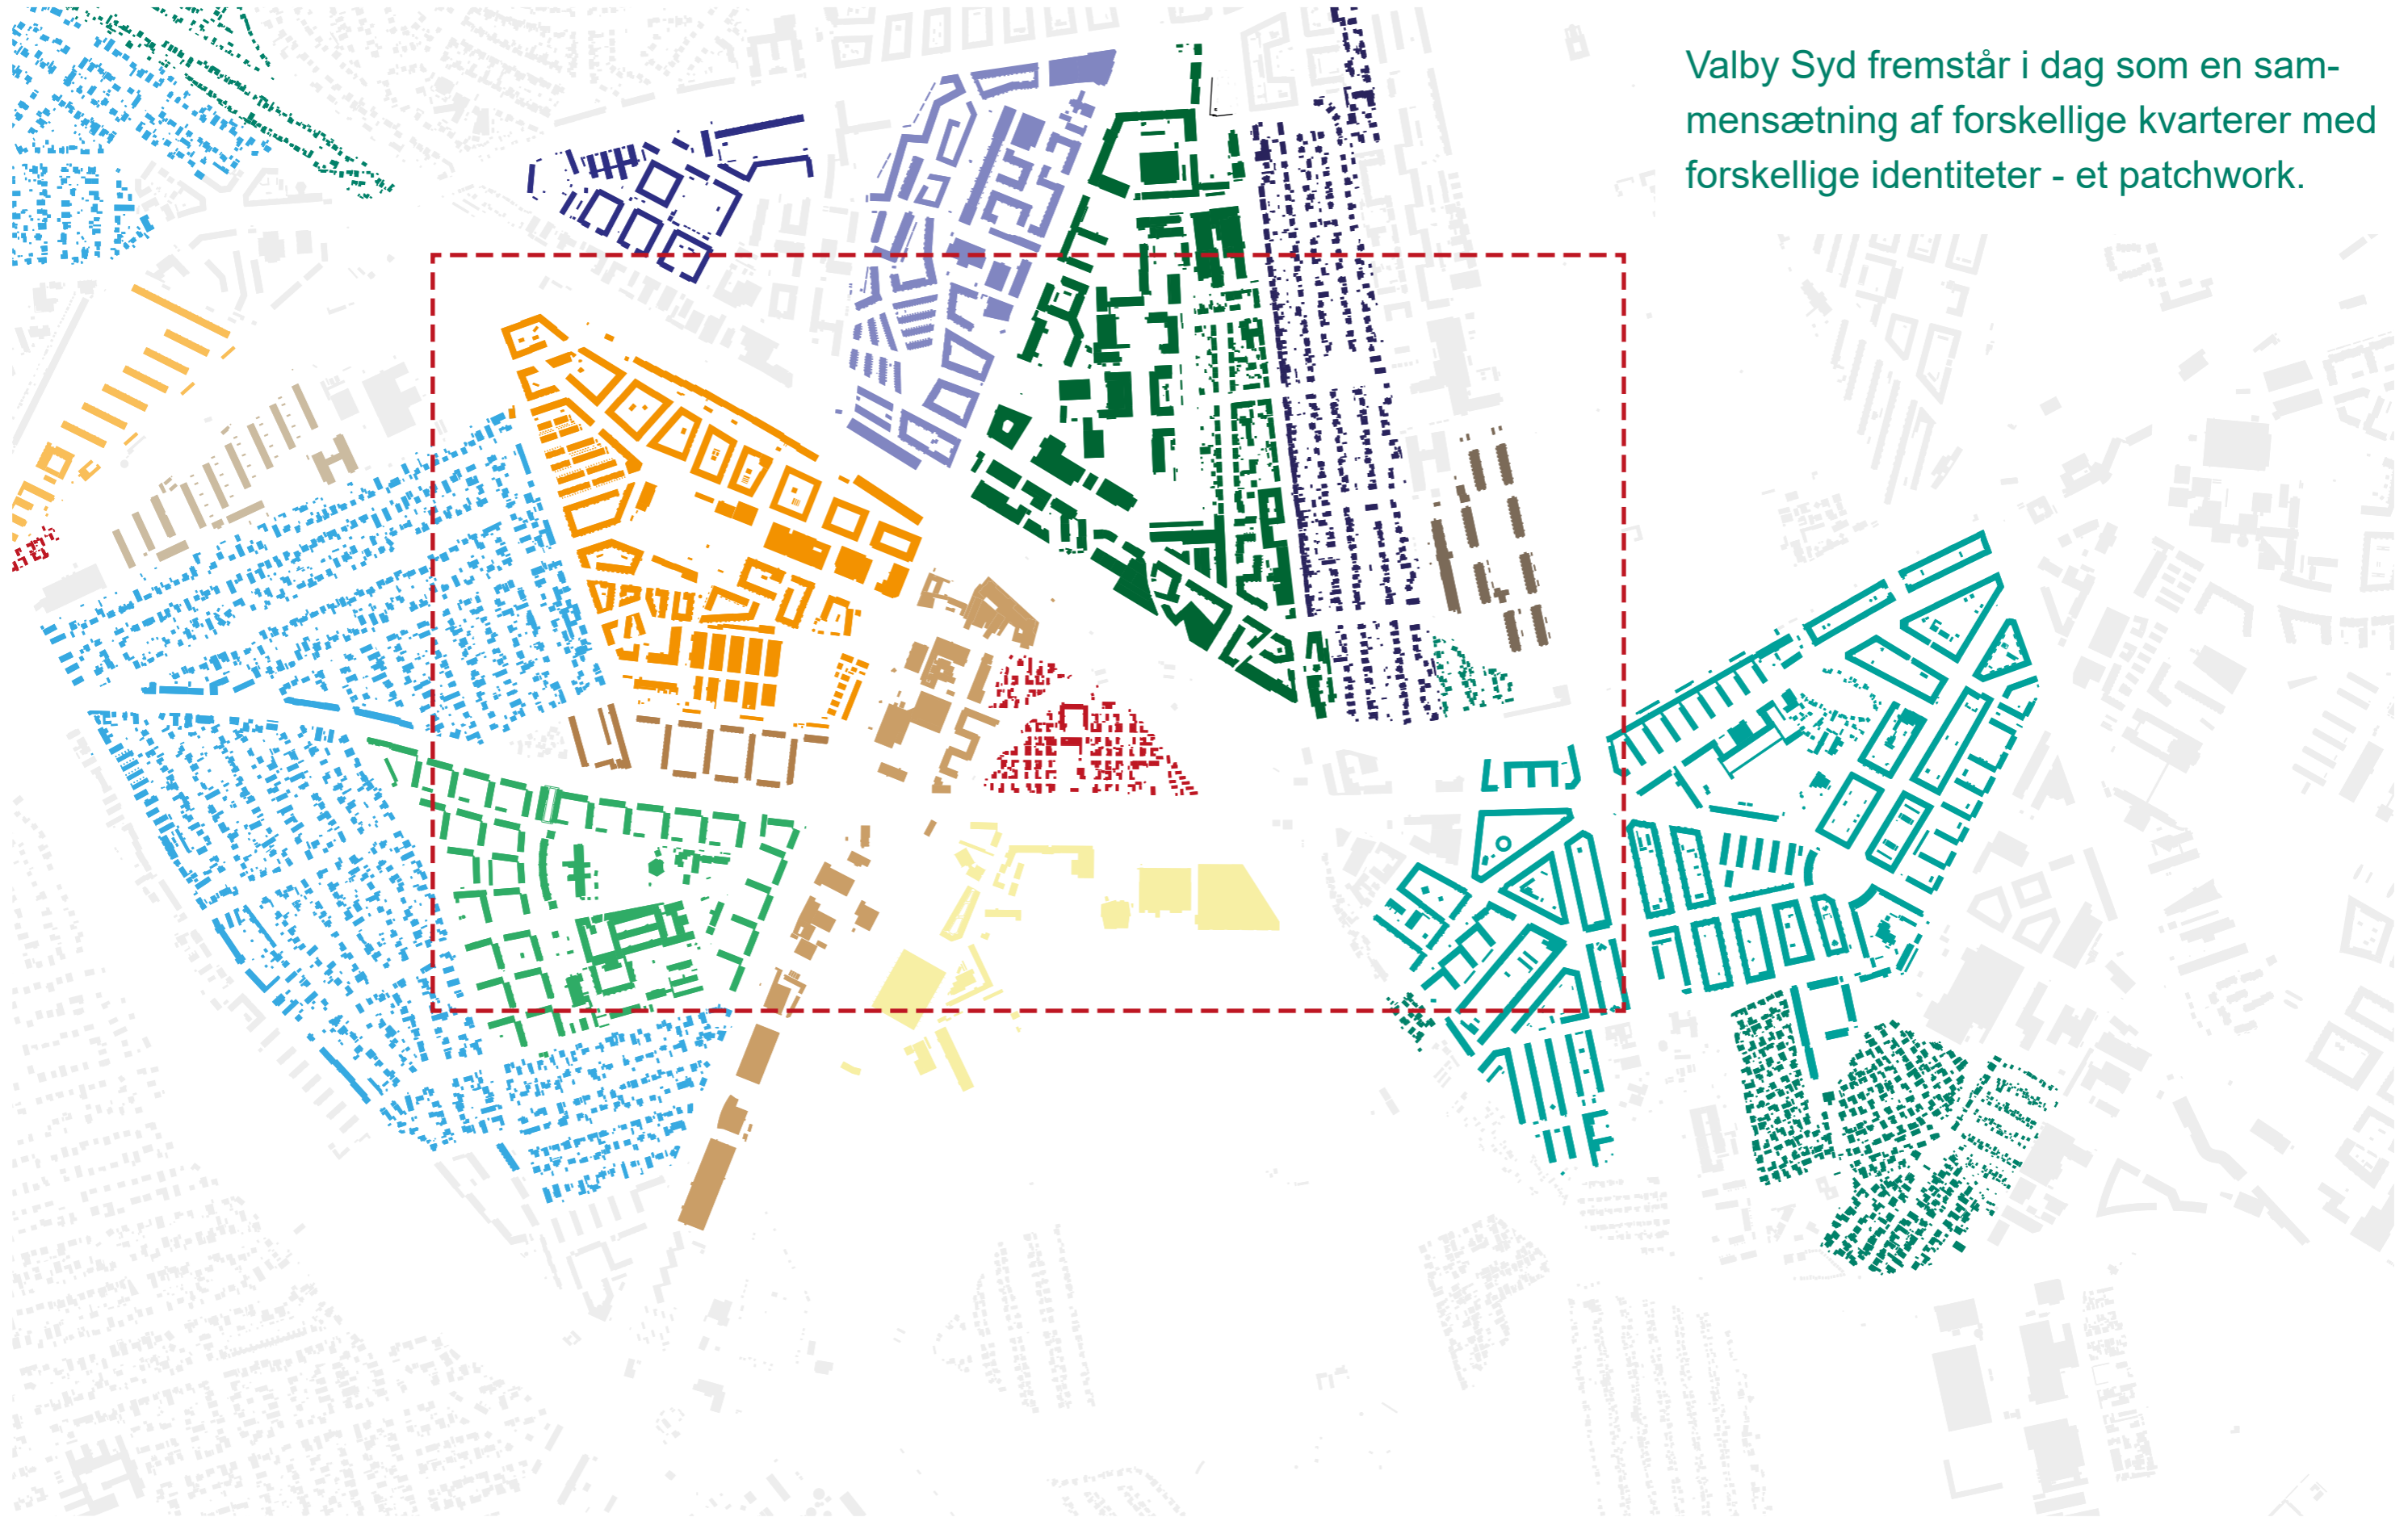 Valby Syd fremstår i dag som en sam-
mensætning af forskellige kvarterer med
forskellige identiteter - et patchwork.